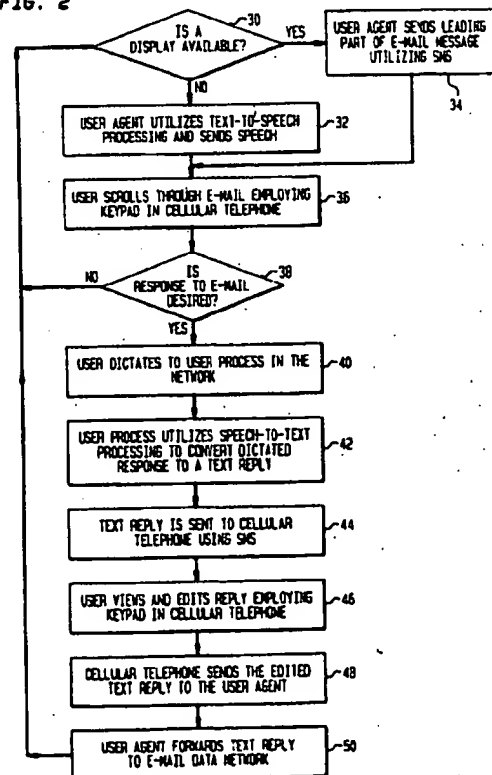 FIG. 2
IS A
DISPLAY AVAILABLE?
30
YES
USER AGENT SENDS LEADING
PART OF E-MAIL MESSAGE
UTILIZING SMS
34
NO
USER AGENT UTILIZES TEXT-TO-SPEECH
PROCESSING AND SENDS SPEECH
32
USER SCROLLS THROUGH E-MAIL EMPLOYING
KEYPAD IN CELLULAR TELEPHONE
36
IS
RESPONSE TO E-MAIL
DESIRED?
38
NO
YES
USER DICTATES TO USER PROCESS IN THE
NETWORK
40
USER PROCESS UTILIZES SPEECH-TO-TEXT
PROCESSING TO CONVERT DICTATED
RESPONSE TO A TEXT REPLY
42
TEXT REPLY IS SENT TO CELLULAR
TELEPHONE USING SMS
44
USER VIEWS AND EDITS REPLY EMPLOYING
KEYPAD IN CELLULAR TELEPHONE
46
CELLULAR TELEPHONE SENDS THE EDITED
TEXT REPLY TO THE USER AGENT
48
USER AGENT FORWARDS TEXT REPLY
TO E-MAIL DATA NETWORK
50